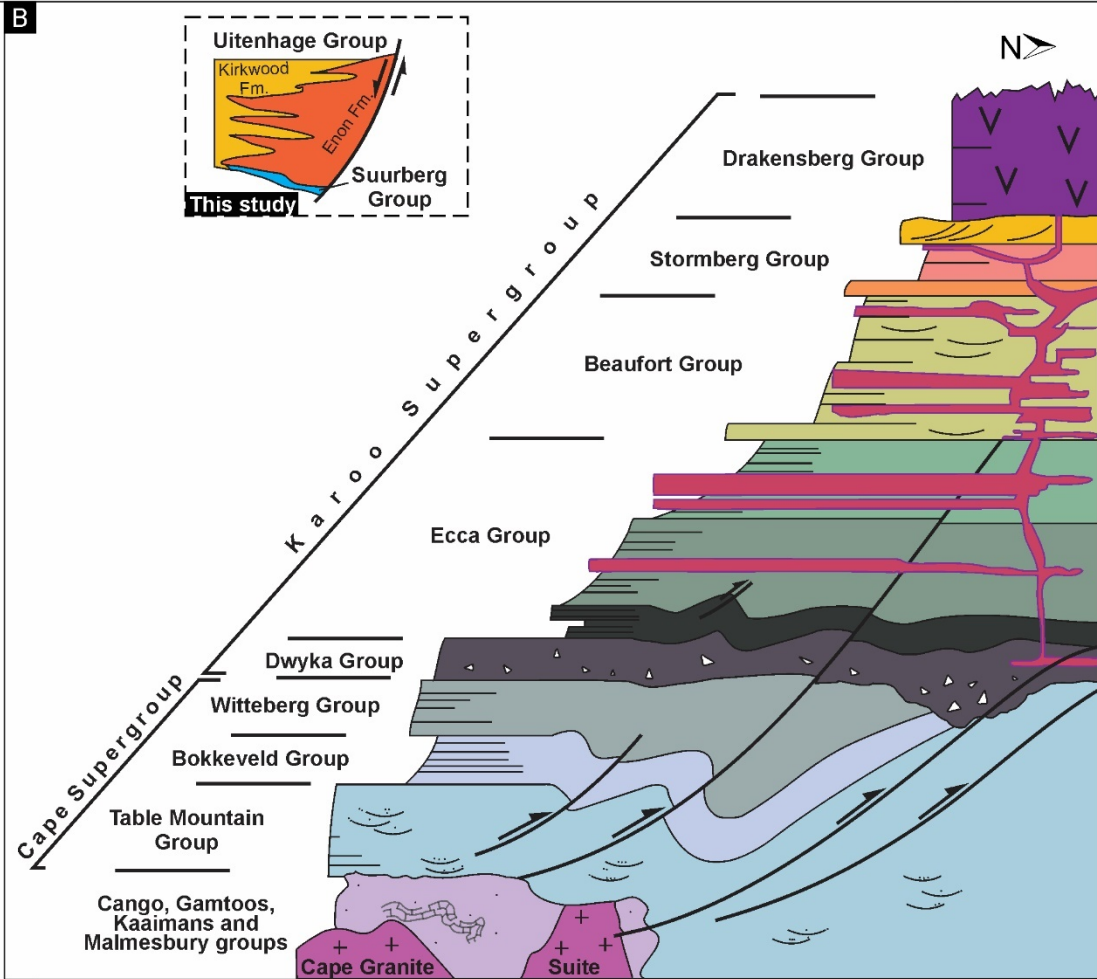 B
Uitenhage Group
Kirkwood
Fm.
Enon Fm.
Suurberg
Group
This study
N
Drakensberg Group
Stormberg Group
Beaufort Group
Ecca Group
Dwyka Group
Witteberg Group
Bokkeveld Group
Table Mountain
Group
Cango, Gamtoos,
Kaaimans and
Malmesbury groups
Karoo Supergroup
Cape Supergroup
Cape Granite Suite